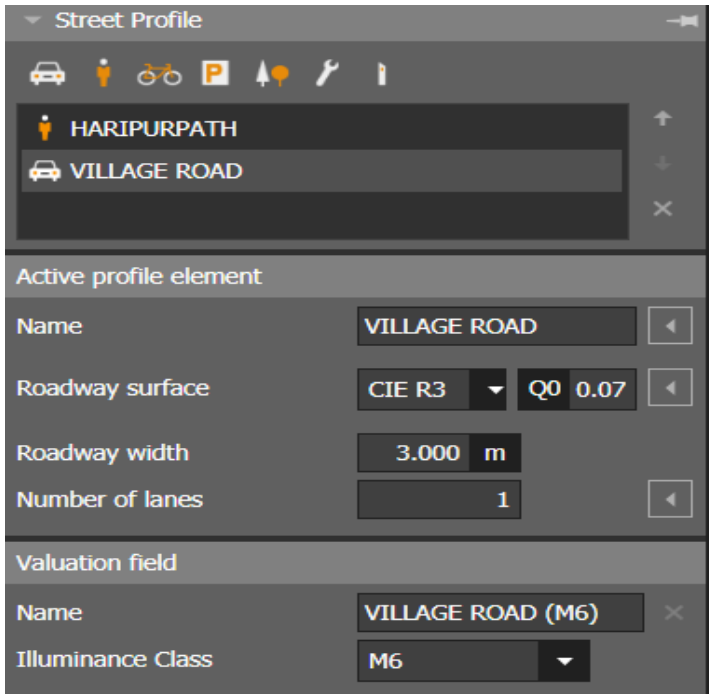 Street Profile
P
HARIPURPATH
VILLAGE ROAD
Active profile element
Name VILLAGE ROAD
Roadway surface CIE R3 Q0 0.07
Roadway width 3.000 m
Number of lanes 1
Valuation field
Name VILLAGE ROAD (M6)
Illuminance Class M6